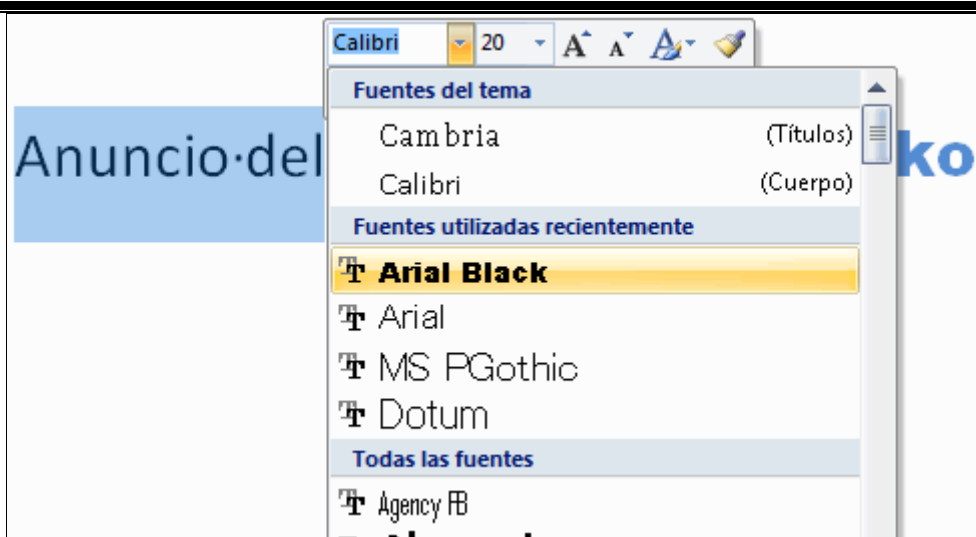 Calibri 20 A A A
Fuentes del tema
Cambria (Títulos)
Anuncio·del ko
Calibri (Cuerpo)
Fuentes utilizadas recientemente
Arial Black
Arial
MS PGothic
Dotum
Todas las fuentes
Agency FB